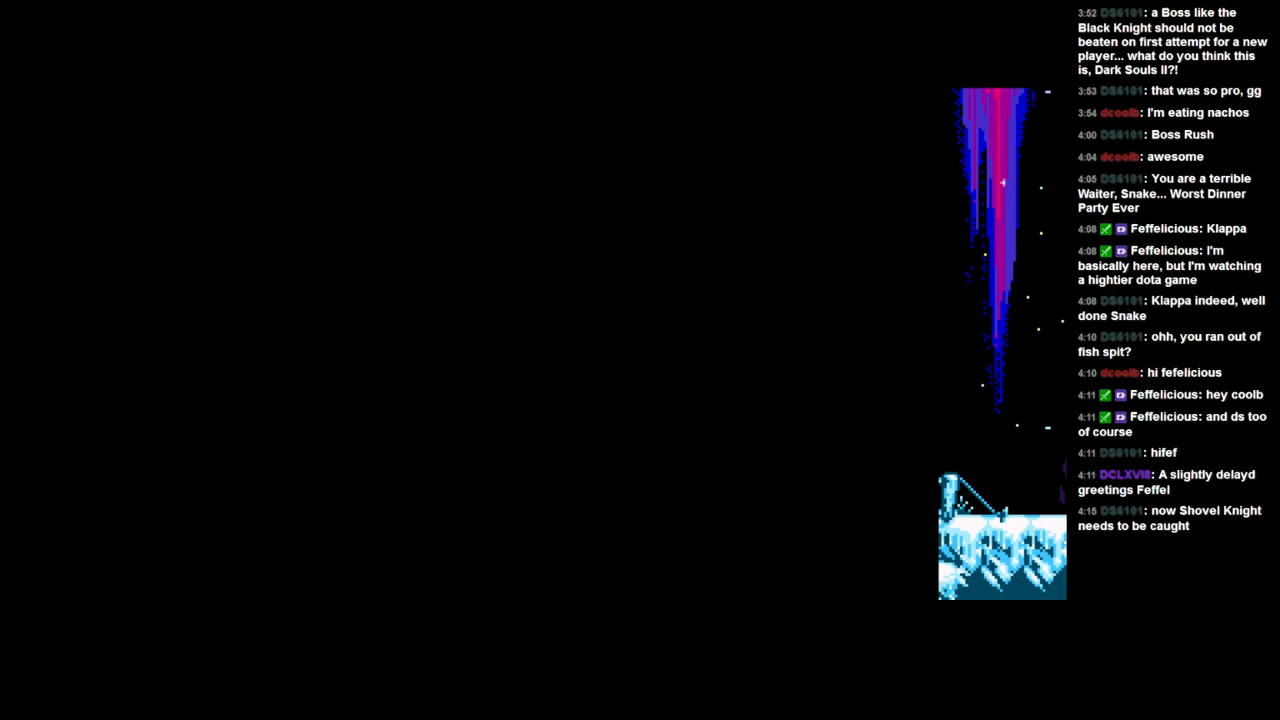 3:52 DS6101: a Boss like the
Black Knight should not be
beaten on first attempt for a new
player... what do you think this
is, Dark Souls II?!
3:53 DS6101: that was so pro, gg
3:54 dcoolb: I'm eating nachos
4:00 DS6101: Boss Rush
4:04 dcoolb: awesome
4:05 DS6101: You are a terrible
Waiter, Snake... Worst Dinner
Party Ever
4:08 Feffelicious: Klappa
4:08 Feffelicious: I'm
basically here, but I'm watching
a hightier dota game
4:08 DS6101: Klappa indeed, well
done Snake
4:10 DS6101: ohh, you ran out of
fish spit?
4:10 dcoolb: hi fefelicious
4:11 Feffelicious: hey coolb
4:11 Feffelicious: and ds too
of course
4:11 DS6101: hifef
4:11 DCLXVI6: A slightly delayd
greetings Feffel
4:15 DS6101: now Shovel Knight
needs to be caught